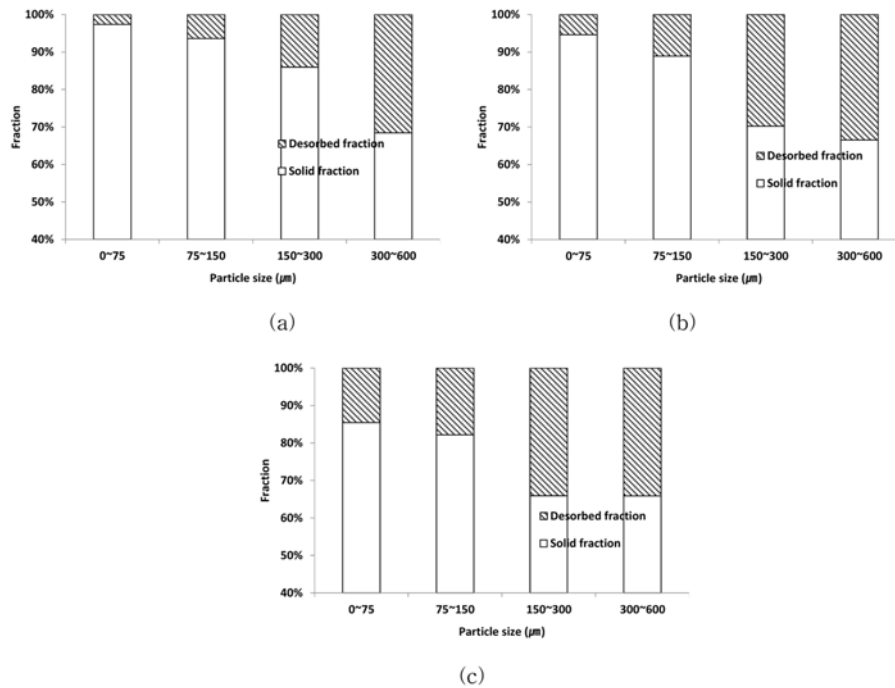 100%
90%
80%
70%
60%
50%
40%
Fraction
Desorbed fraction
Solid fraction
0~75
75~150
150~300
300~600
Particle size (㎛)
(a)
100%
90%
80%
70%
60%
50%
40%
Fraction
Desorbed fraction
Solid fraction
0~75
75~150
150~300
300~600
Particle size (㎛)
(b)
100%
90%
80%
70%
60%
50%
40%
Fraction
Desorbed fraction
Solid fraction
0~75
75~150
150~300
300~600
Particle size (㎛)
(c)